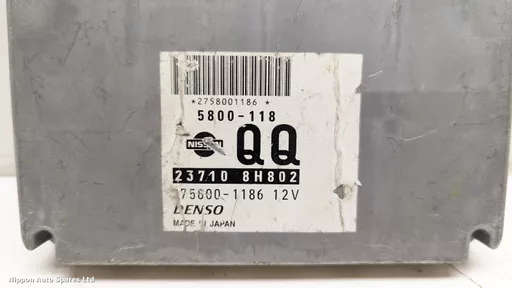 *2758001186*
5800-118
NISSAN QQ
23710 8H802
275800-1186 12V
DENSO
MADE IN JAPAN
Nippon Auto Spares Ltd